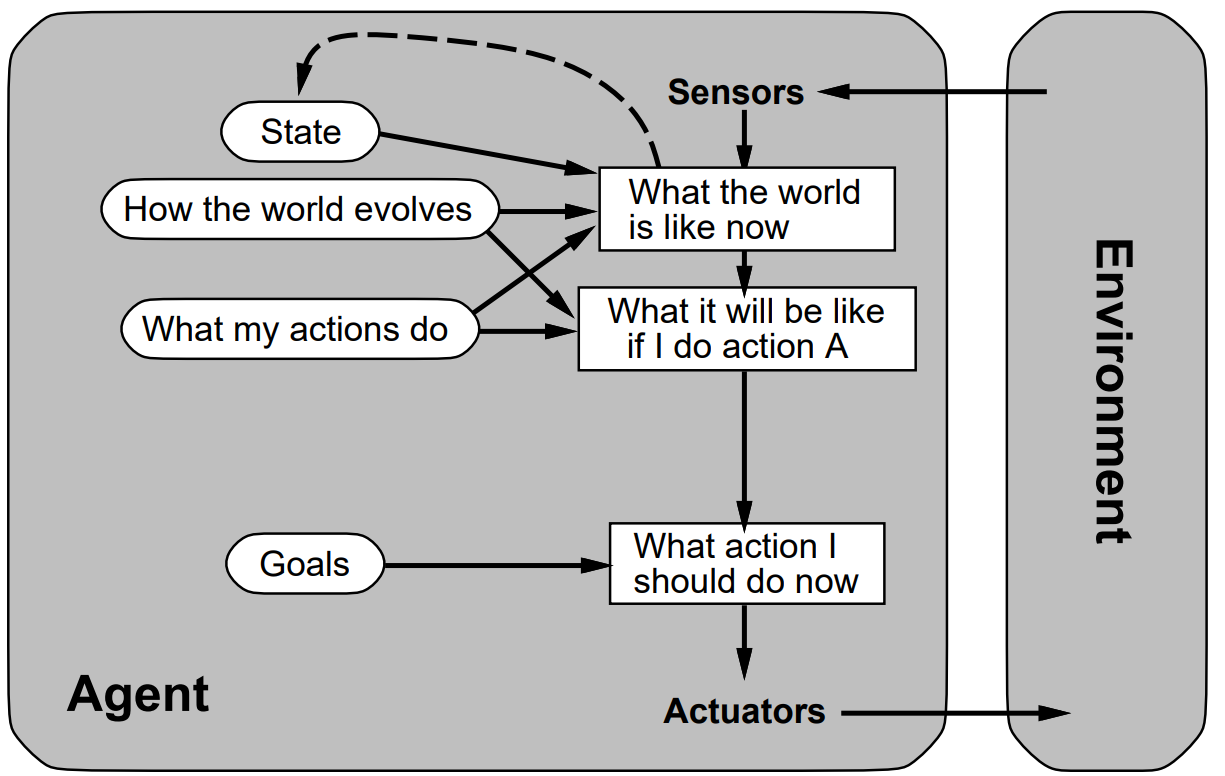 Sensors
State
What the world
is like now
How the world evolves
What it will be like
if I do action A
What my actions do
Environment
What action I
should do now
Goals
Agent
Actuators